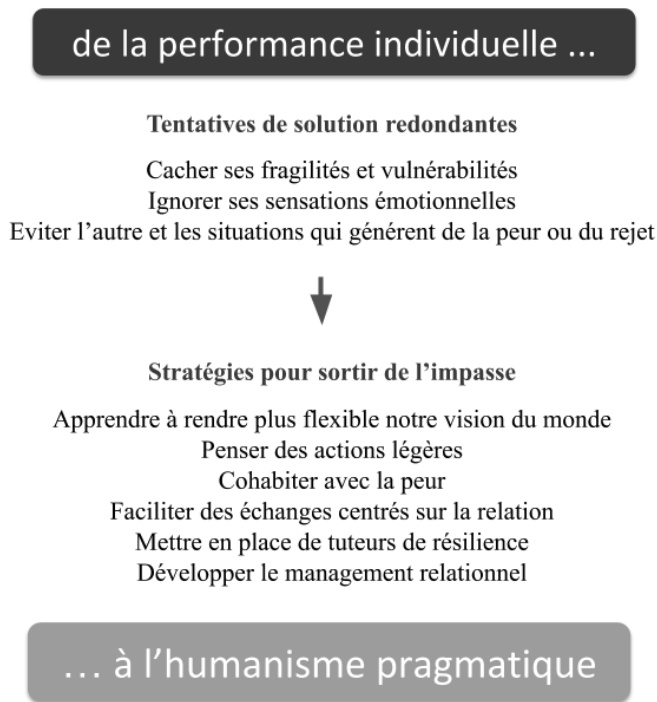 de la performance individuelle ...
Tentatives de solution redondantes
Cacher ses fragilités et vulnérabilités
Ignorer ses sensations émotionnelles
Eviter l’autre et les situations qui générent de la peur ou du rejet
Stratégies pour sortir de l’impasse
Apprendre à rendre plus flexible notre vision du monde
Penser des actions légères
Cohabiter avec la peur
Faciliter des échanges centrés sur la relation
Mettre en place de tuteurs de résilience
Développer le management relationnel
… à l’humanisme pragmatique